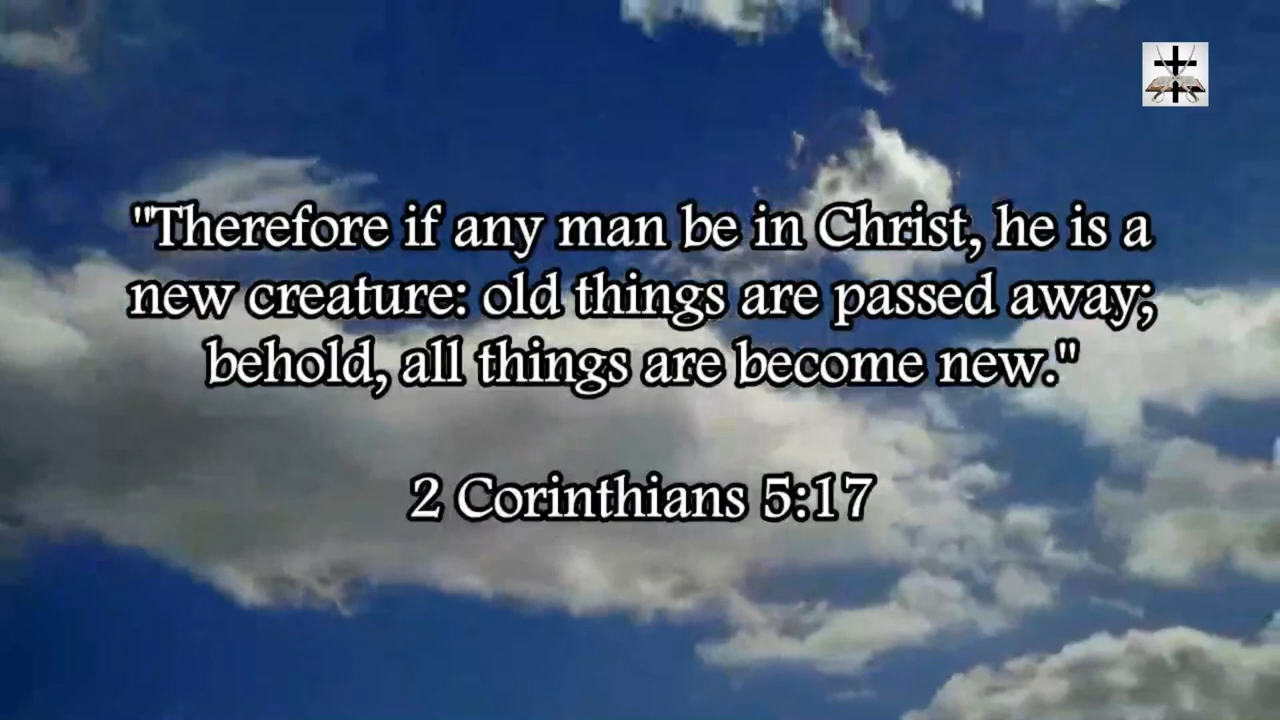 "Therefore if any man be in Christ, he is a
new creature: old things are passed away;
behold, all things are become new."
2 Corinthians 5:17